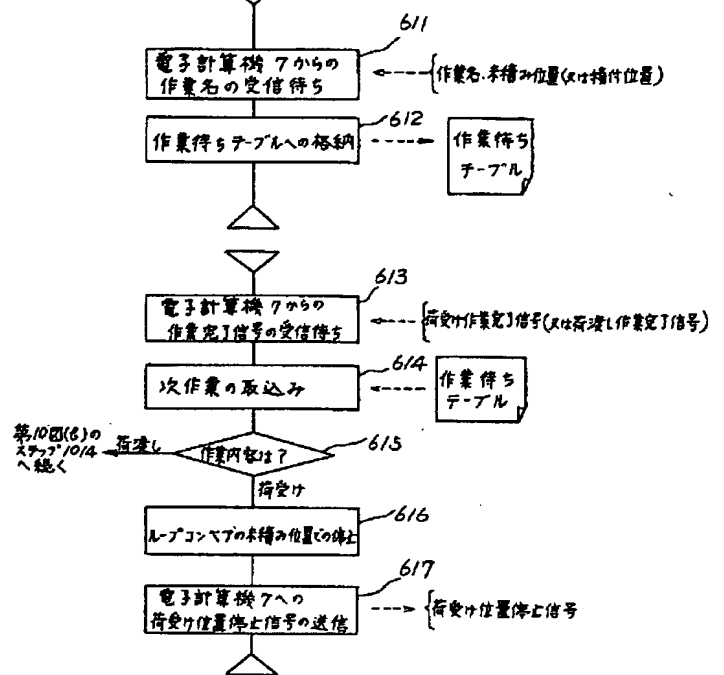 611
電子計算機7からの
作業名の受信待ち
作業名、未積み位置(又は積付位置)
612
作業待ちテーブルへの格納
作業待ち
テーブル
613
電子計算機7からの
作業完了信号の受信待ち
荷受け作業完了信号(又は荷渡し作業完了信号)
614
次作業の取込み
作業待ち
テーブル
第10図(b)の
ステップ1014
へ続く
荷渡し
作業内容は?
615
荷受け
616
ループコンベアの未積み位置での停止
617
電子計算機7への
荷受け位置停止信号の送信
荷受け位置停止信号